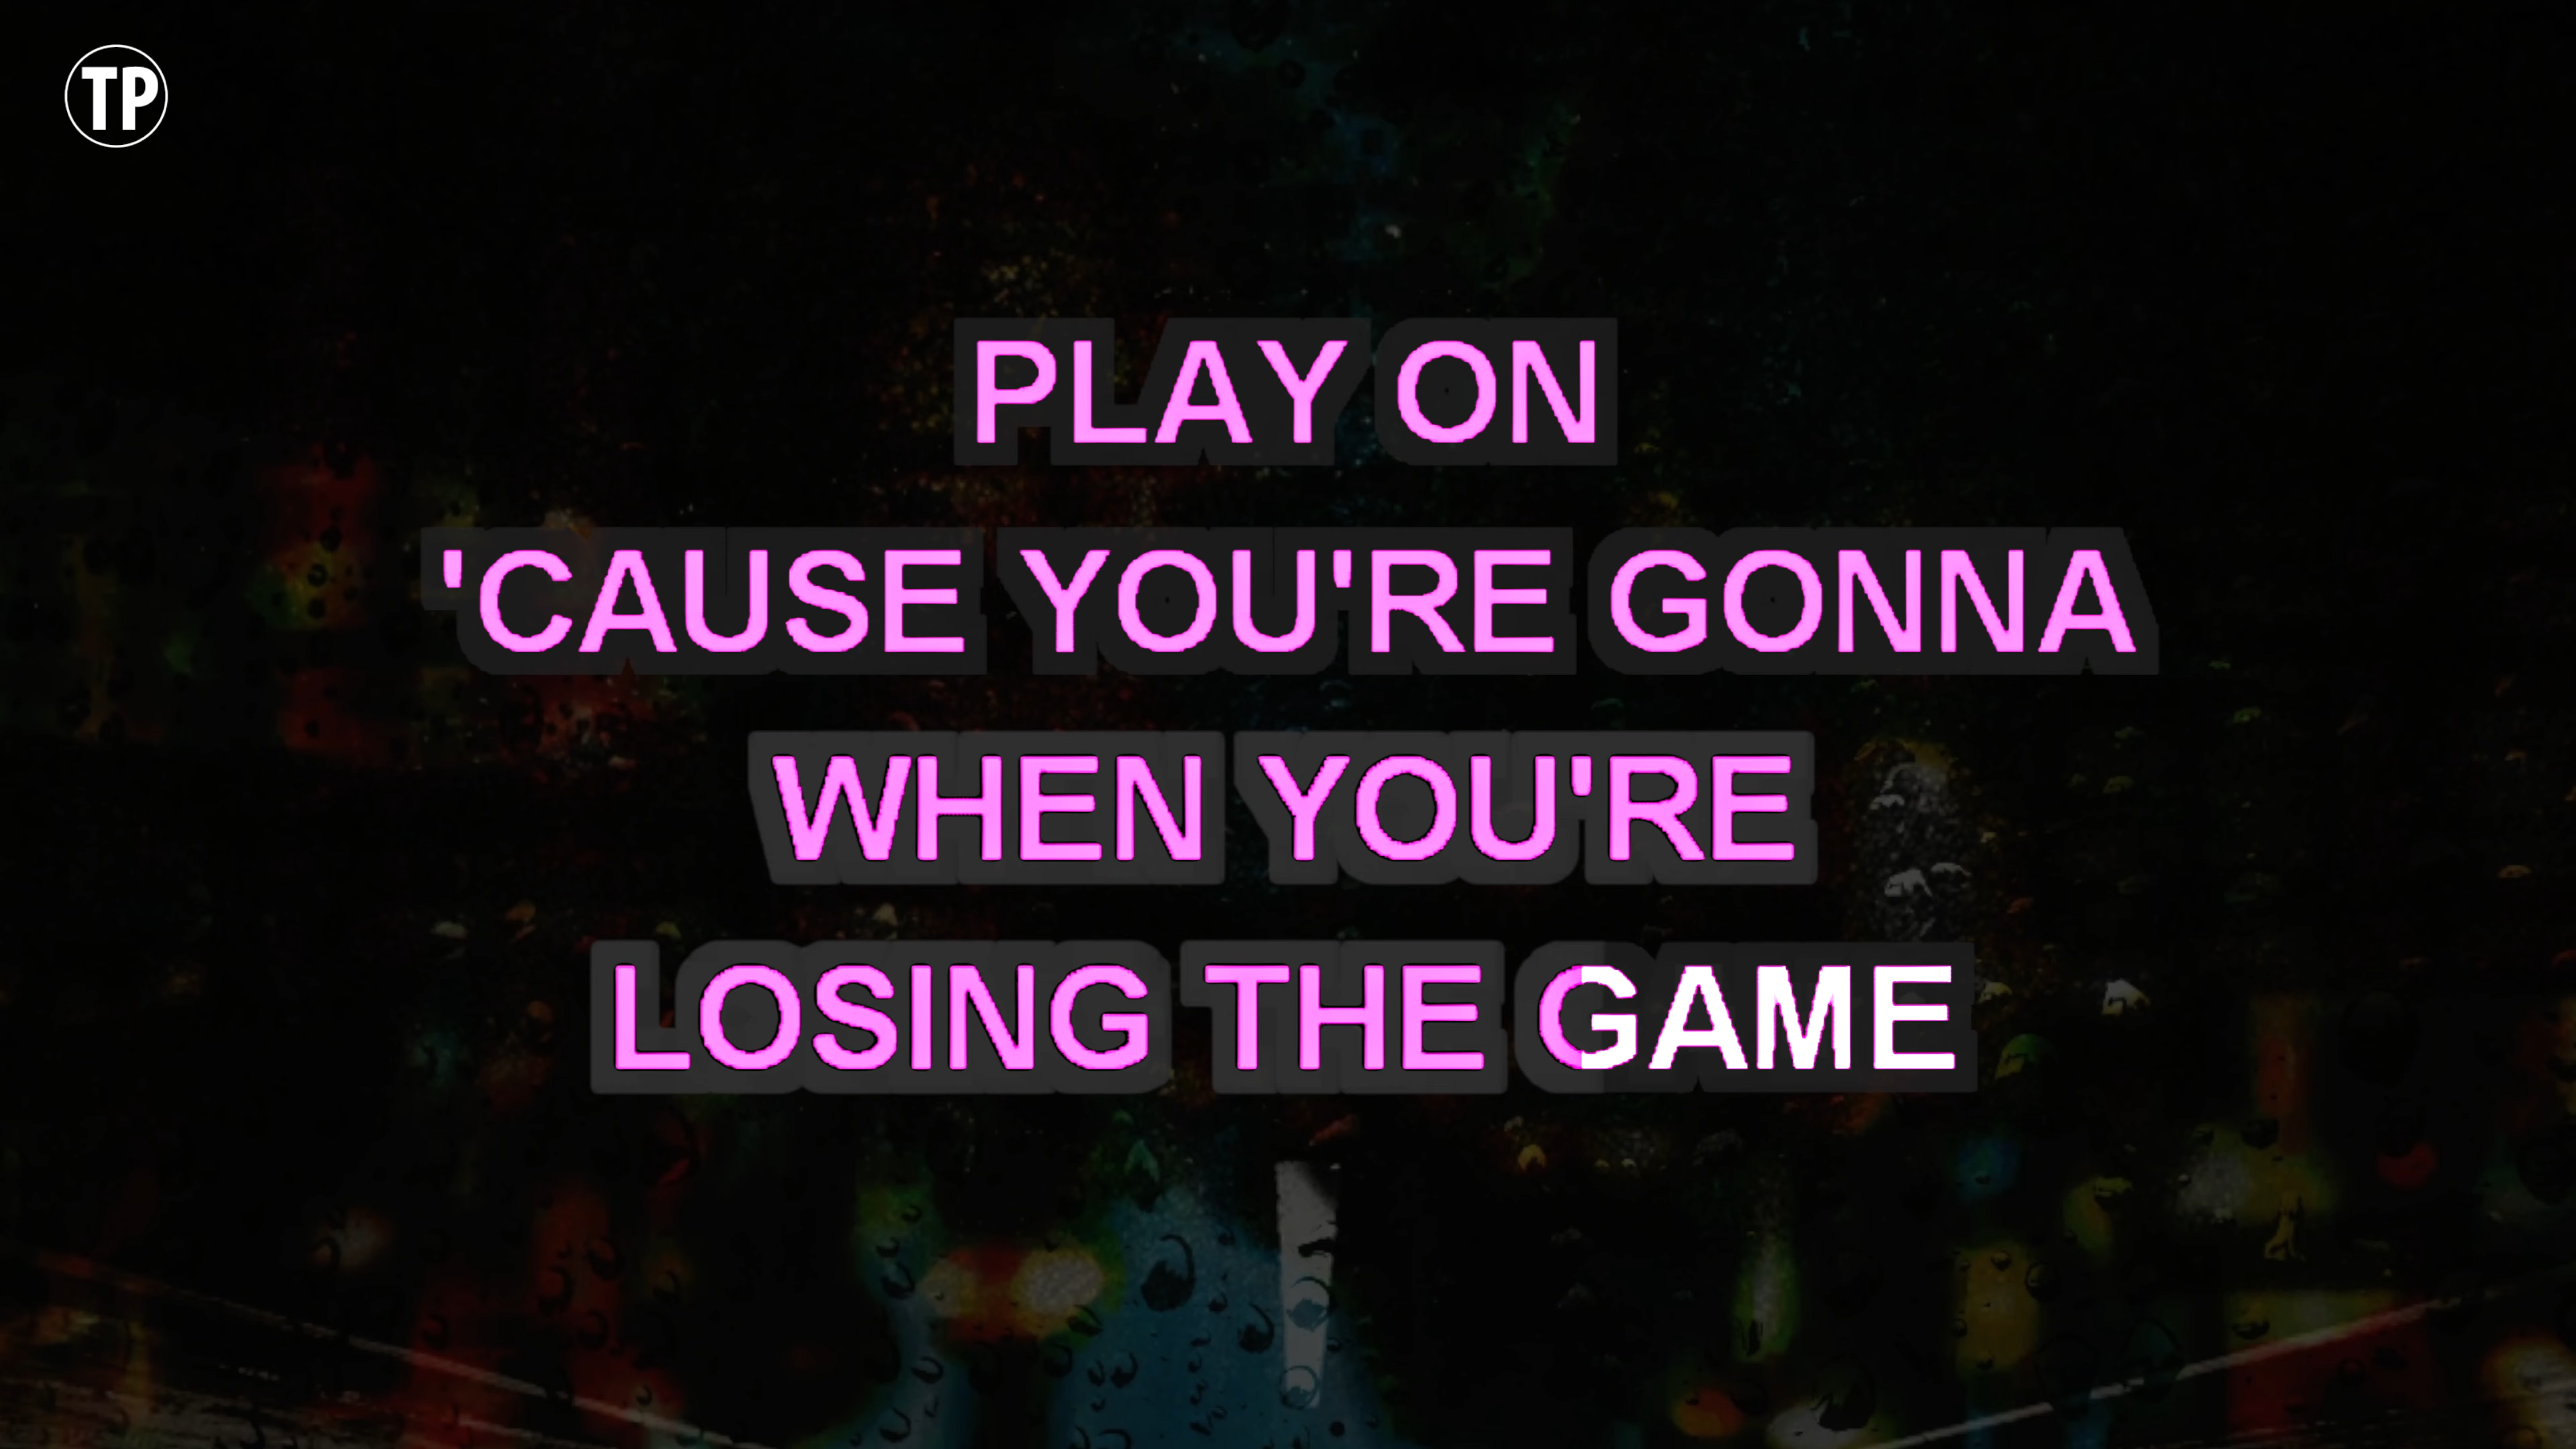 TP
PLAY ON
'CAUSE YOU'RE GONNA
WHEN YOU'RE
LOSING THE GAME